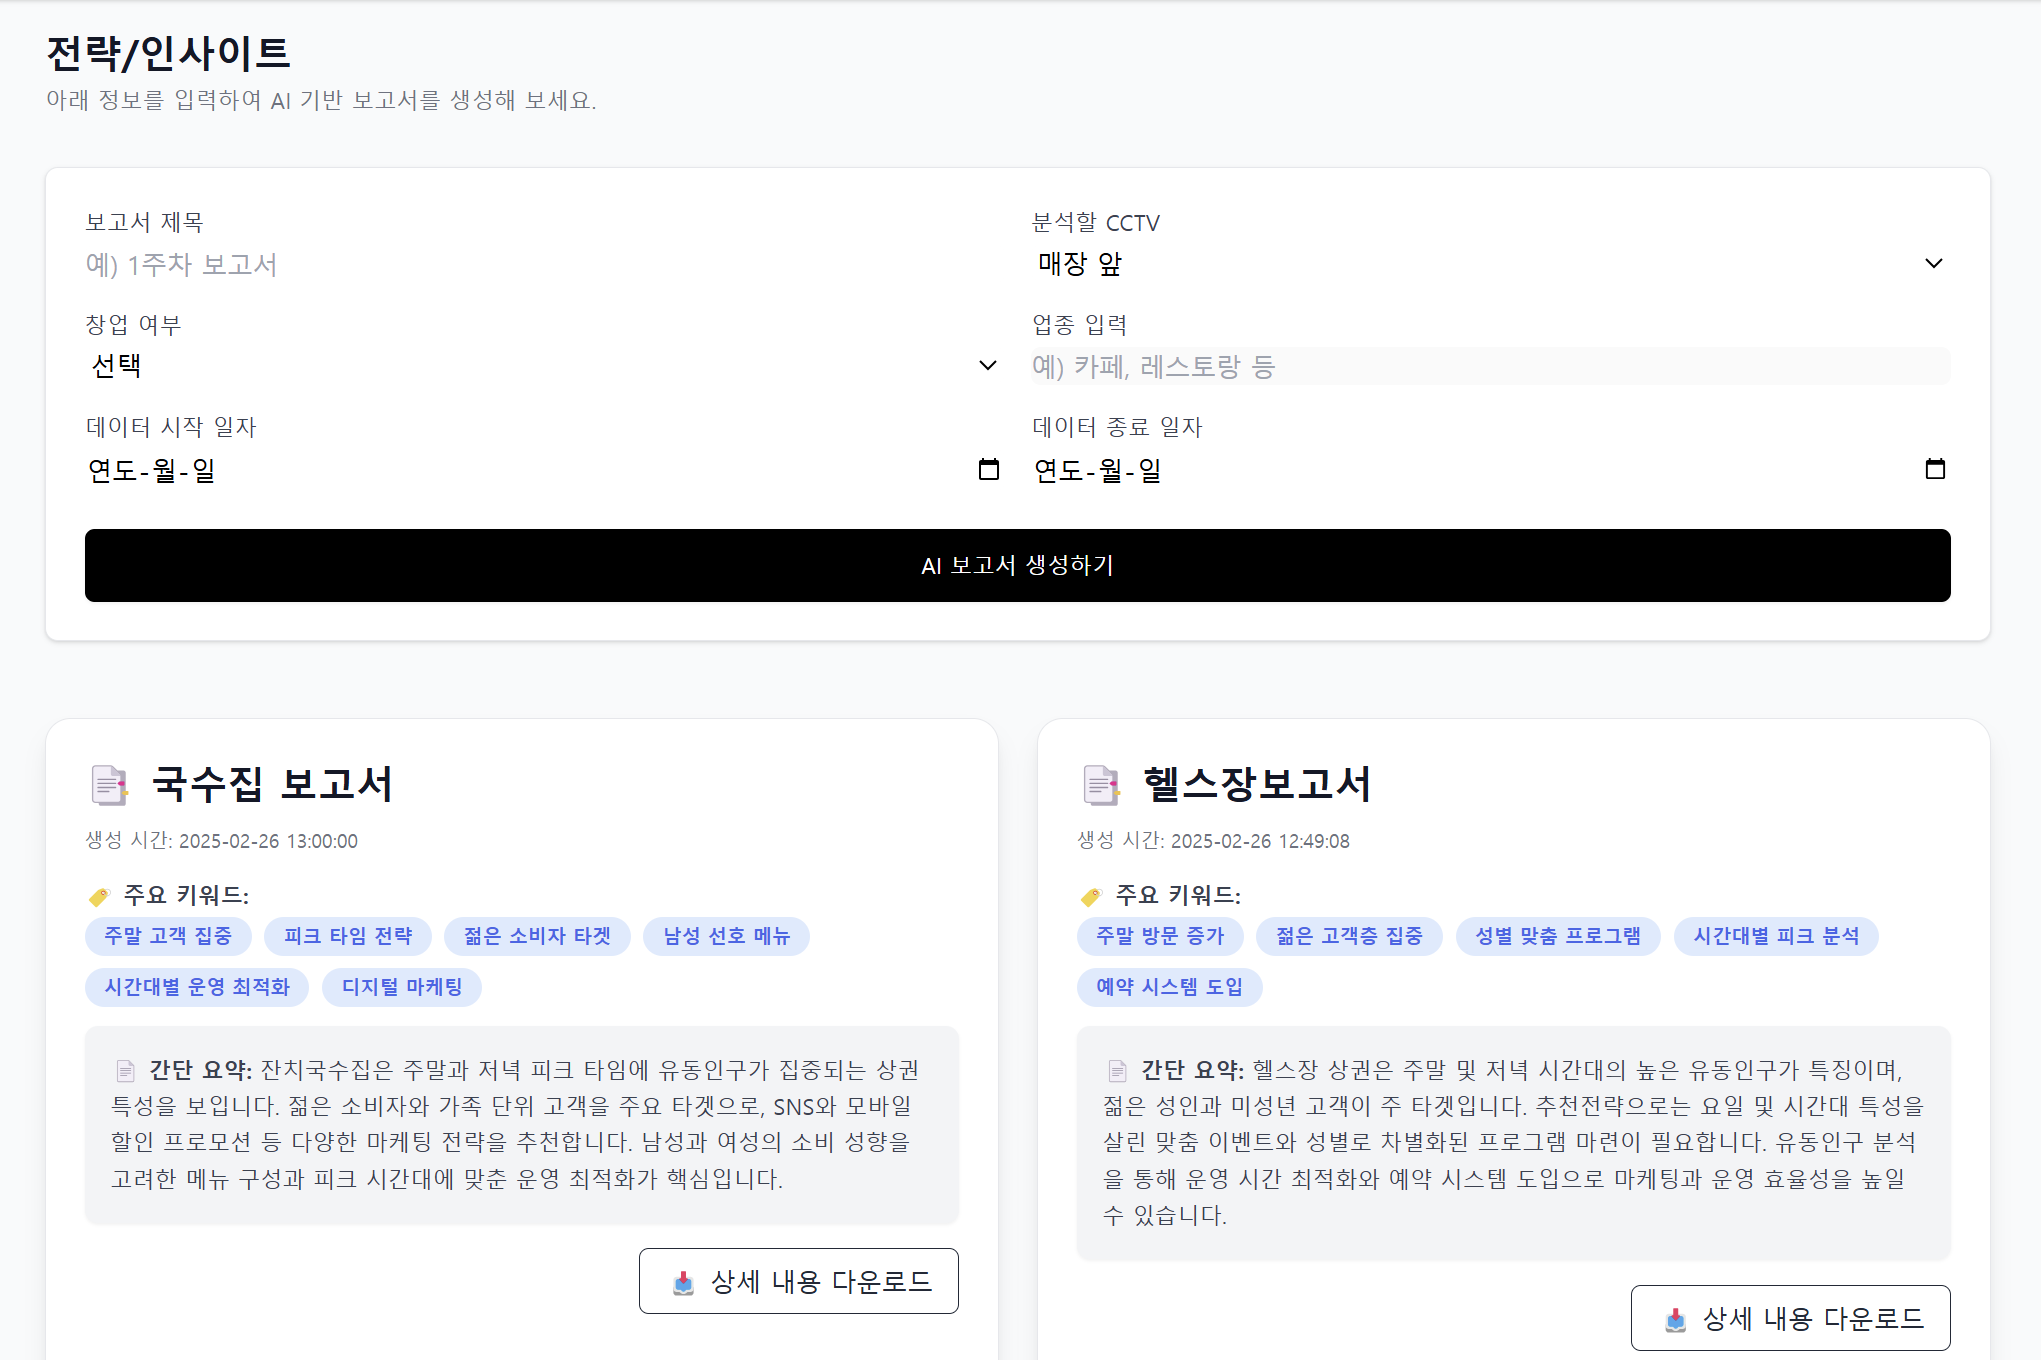 전략/인사이트
아래 정보를 입력하여 AI 기반 보고서를 생성해 보세요.
보고서 제목
예) 1주차 보고서
분석할 CCTV
매장 앞
창업 여부
선택
업종 입력
예) 카페, 레스토랑 등
데이터 시작 일자
연도-월-일
데이터 종료 일자
연도-월-일
AI 보고서 생성하기
국수집 보고서
생성 시간: 2025-02-26 13:00:00
주요 키워드:
주말 고객 집중 피크 타임 전략 젊은 소비자 타겟 남성 선호 메뉴
시간대별 운영 최적화 디지털 마케팅
간단 요약: 잔치국수집은 주말과 저녁 피크 타임에 유동인구가 집중되는 상권
특성을 보입니다. 젊은 소비자와 가족 단위 고객을 주요 타겟으로, SNS와 모바일
할인 프로모션 등 다양한 마케팅 전략을 추천합니다. 남성과 여성의 소비 성향을
고려한 메뉴 구성과 피크 시간대에 맞춘 운영 최적화가 핵심입니다.
상세 내용 다운로드
헬스장보고서
생성 시간: 2025-02-26 12:49:08
주요 키워드:
주말 방문 증가 젊은 고객층 집중 성별 맞춤 프로그램 시간대별 피크 분석
예약 시스템 도입
간단 요약: 헬스장 상권은 주말 및 저녁 시간대의 높은 유동인구가 특징이며,
젊은 성인과 미성년 고객이 주 타겟입니다. 추천전략으로는 요일 및 시간대 특성을
살린 맞춤 이벤트와 성별로 차별화된 프로그램 마련이 필요합니다. 유동인구 분석
을 통해 운영 시간 최적화와 예약 시스템 도입으로 마케팅과 운영 효율성을 높일
수 있습니다.
상세 내용 다운로드